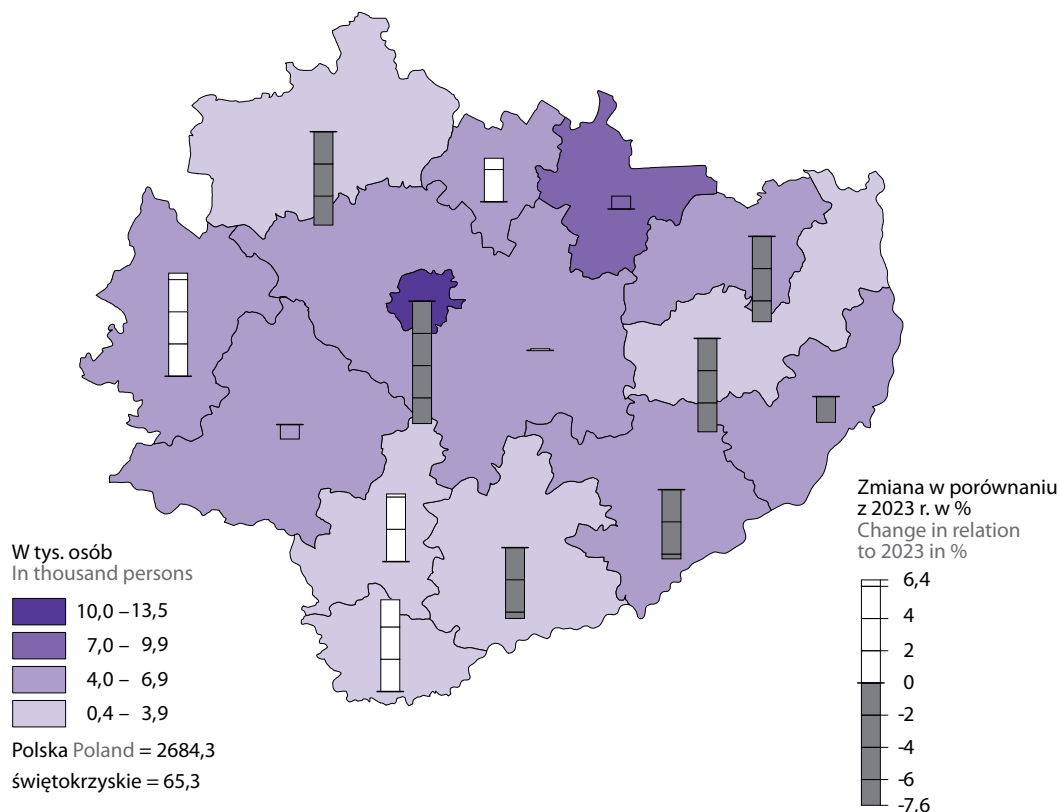 W tys. osób
In thousand persons
10,0 – 13,5
7,0 – 9,9
4,0 – 6,9
0,4 – 3,9
Polska Poland = 2684,3
świętokrzyskie = 65,3
Zmiana w porównaniu
z 2023 r. w %
Change in relation
to 2023 in %
6,4
4
2
0
-2
-4
-6
-7,6